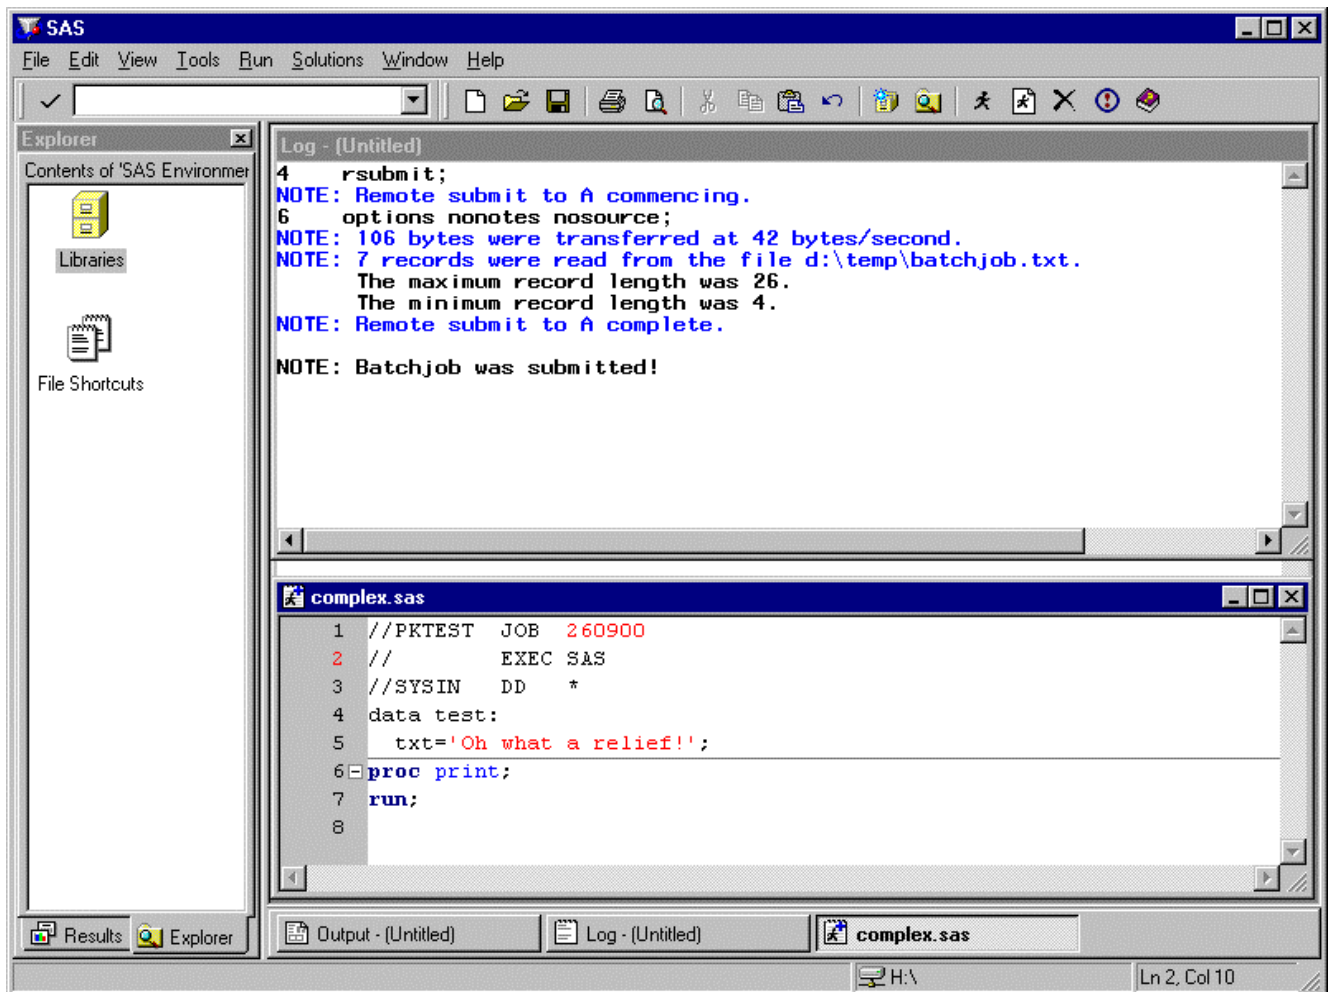 SAS
File Edit View Tools Run Solutions Window Help
Explorer
Contents of 'SAS Environmer
Libraries
File Shortcuts
Results Explorer
Log - (Untitled)
4 rsubmit;
NOTE: Remote submit to A commencing.
6 options nonotes nosource;
NOTE: 106 bytes were transferred at 42 bytes/second.
NOTE: 7 records were read from the file d:\temp\batchjob.txt.
The maximum record length was 26.
The minimum record length was 4.
NOTE: Remote submit to A complete.
NOTE: Batchjob was submitted!
complex.sas
1 //PKTEST JOB 260900
2 // EXEC SAS
3 //SYSIN DD *
4 data test:
5 txt='Oh what a relief!';
6 proc print;
7 run;
8
Output - (Untitled) Log - (Untitled) complex.sas
H:\ Ln 2, Col 10